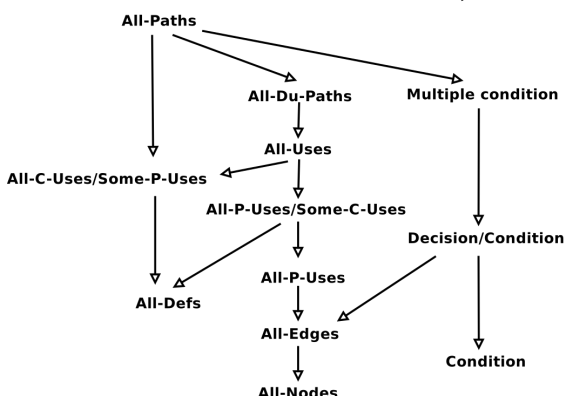 All-Paths
All-Du-Paths
Multiple condition
All-Uses
All-C-Uses/Some-P-Uses
All-P-Uses/Some-C-Uses
Decision/Condition
All-P-Uses
All-Defs
All-Edges
Condition
All-Nodes